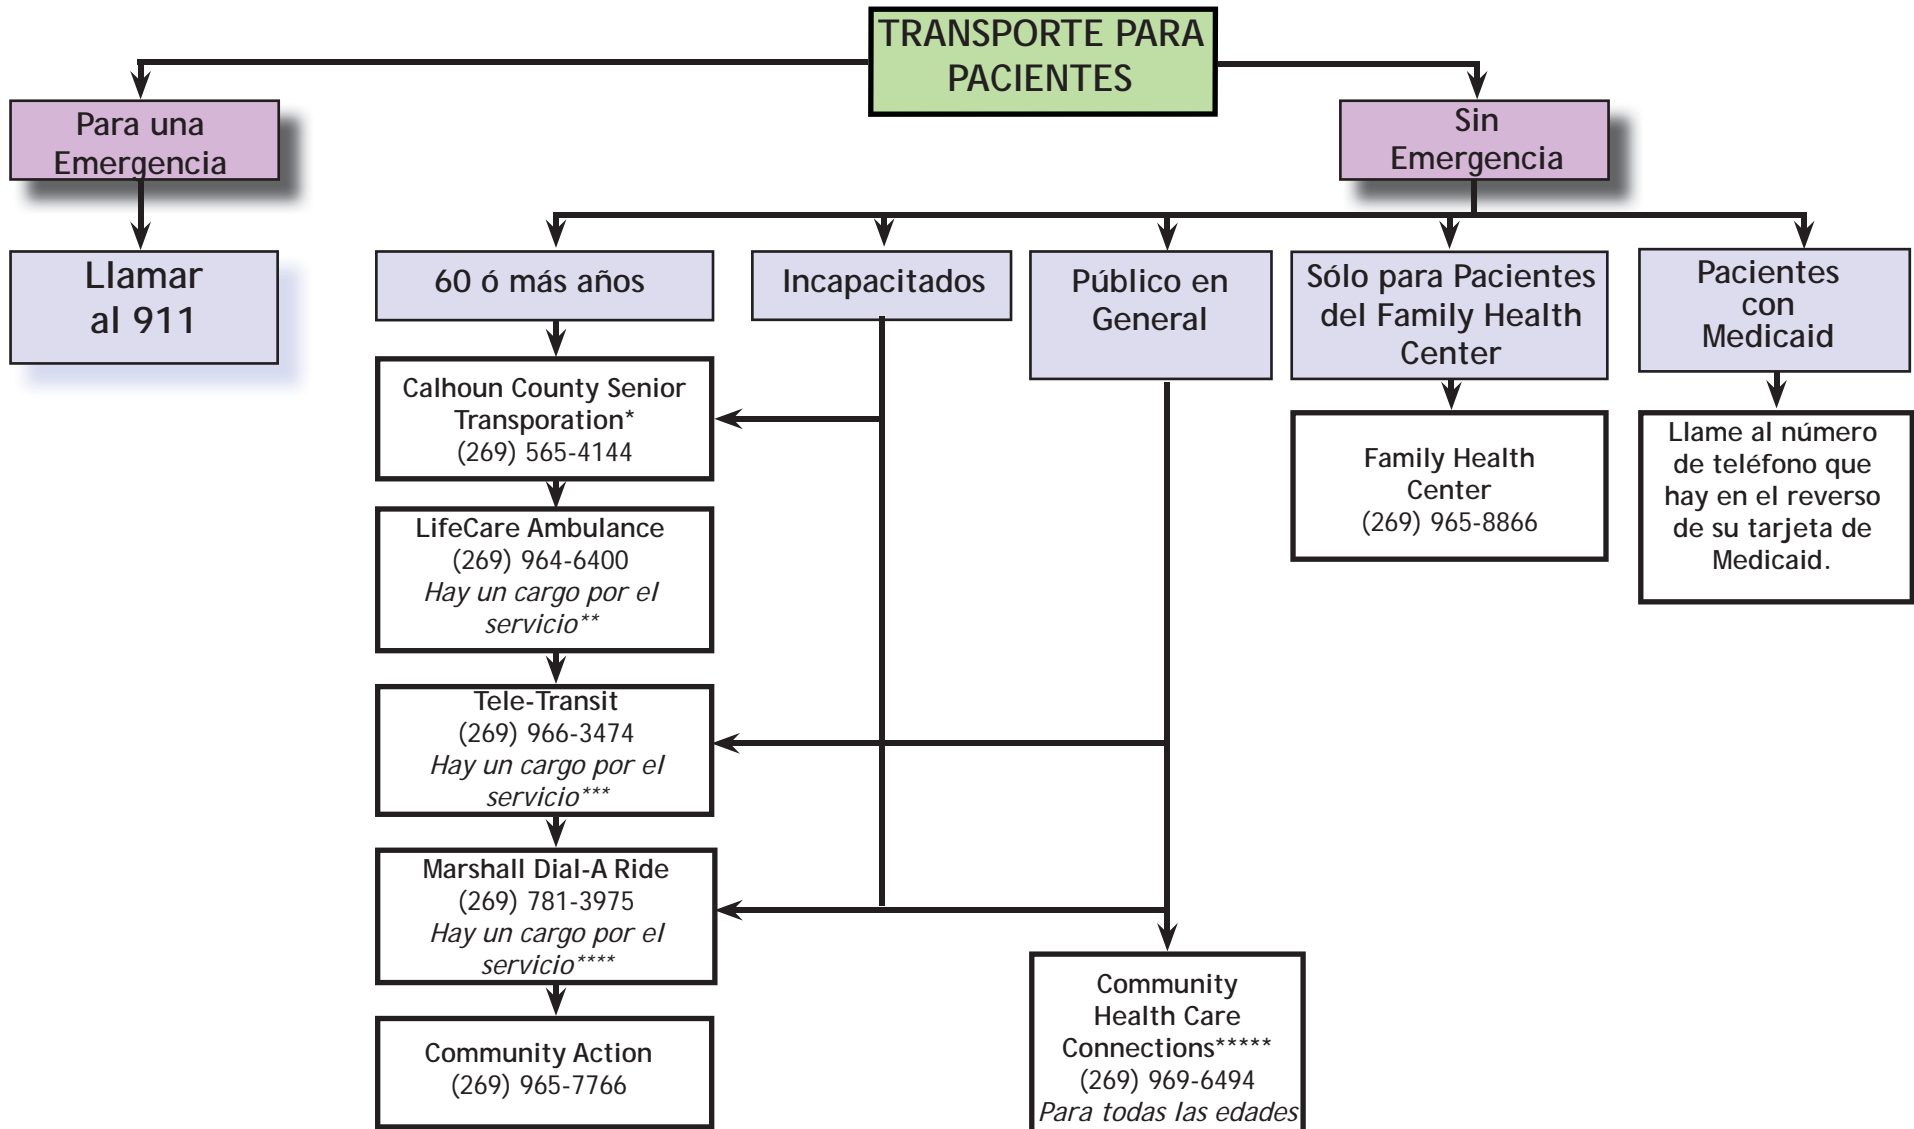 TRANSPORTE PARA
PACIENTES
Para una
Emergencia
Sin
Emergencia
Llamar
al 911
60 ó más años
Incapacitados
Público en
General
Sólo para Pacientes
del Family Health
Center
Pacientes
con
Medicaid
Calhoun County Senior
Transporation*
(269) 565-4144
LifeCare Ambulance
(269) 964-6400
Hay un cargo por el
servicio**
Tele-Transit
(269) 966-3474
Hay un cargo por el
servicio***
Marshall Dial-A Ride
(269) 781-3975
Hay un cargo por el
servicio****
Community Action
(269) 965-7766
Community
Health Care
Connections*****
(269) 969-6494
Para todas las edades
Family Health
Center
(269) 965-8866
Llame al número
de teléfono que
hay en el reverso
de su tarjeta de
Medicaid.